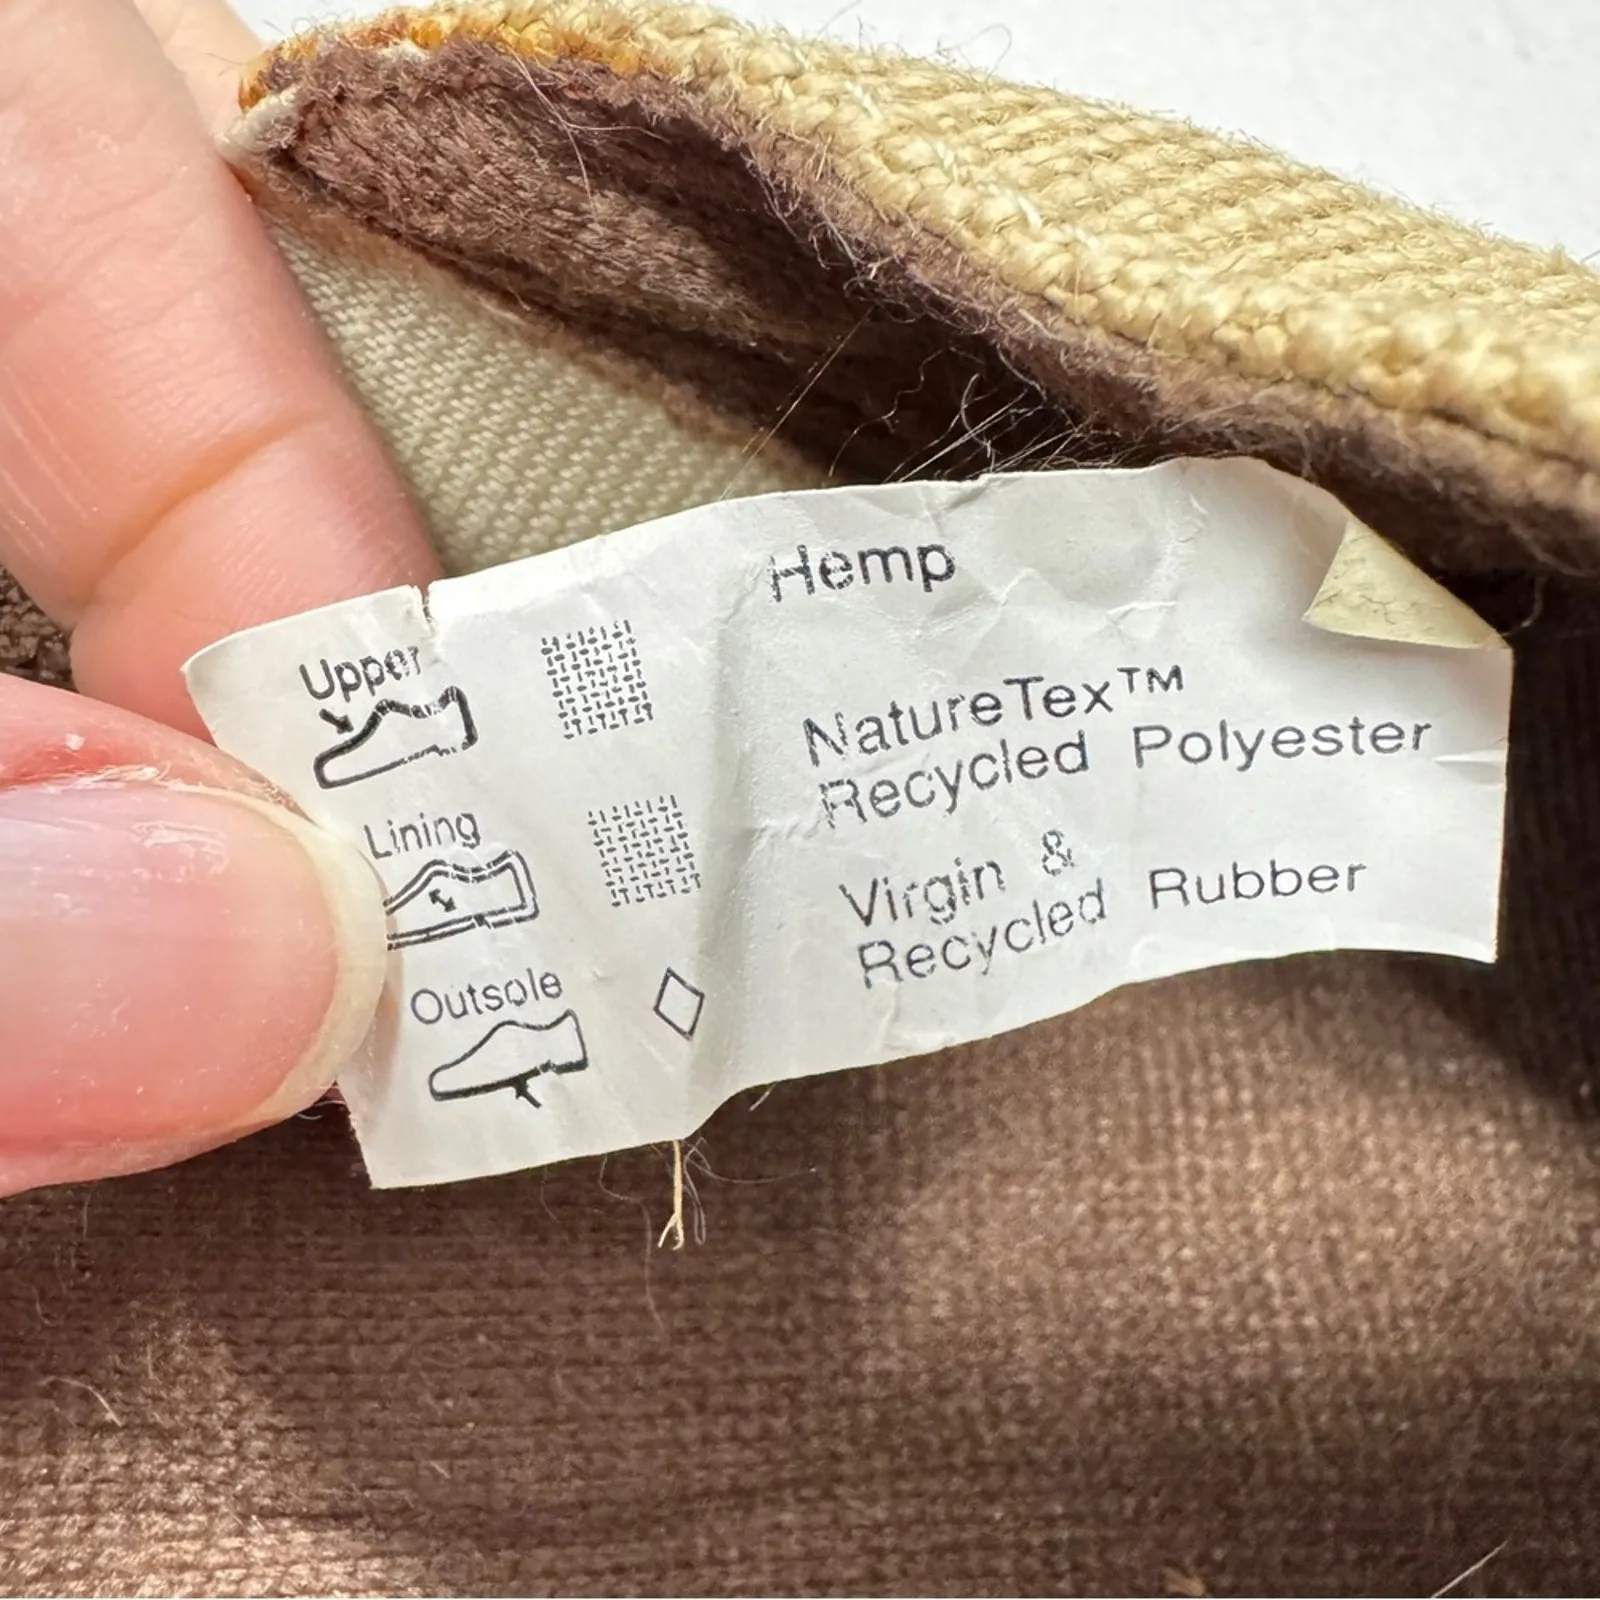 Hemp
Upper
NatureTex™
Recycled Polyester
Lining
Virgin &
Recycled Rubber
Outsole